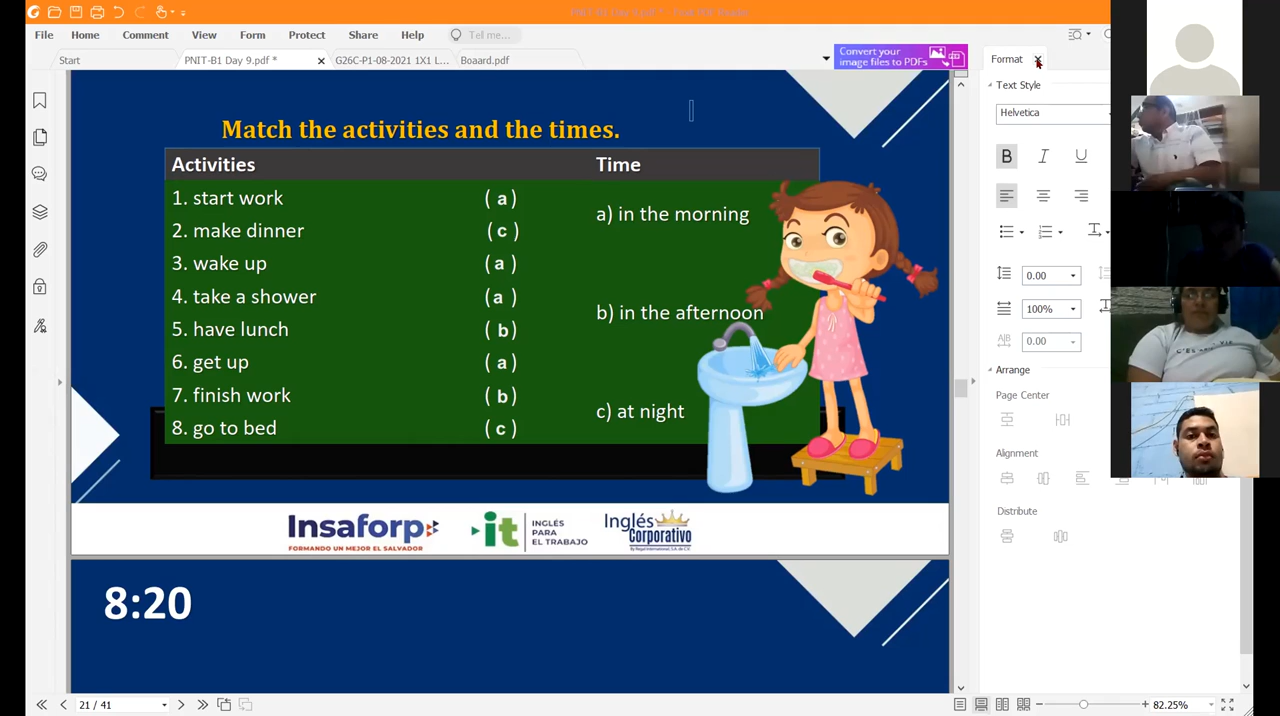 File Home Comment View Form Protect Share Help Tell me...
Start PNIT-B1 Day 9.pdf * G26C-P1-08-2021 1X1 L... Boaard.pdf
Convert your
image files to PDFs
Format
Text Style
Helvetica
B I U
0.00
100%
0.00
Arrange
Page Center
Alignment
Distribute
Match the activities and the times.
Activities Time
1. start work ( a )
a) in the morning
2. make dinner ( c )
3. wake up ( a )
4. take a shower ( a )
b) in the afternoon
5. have lunch ( b )
6. get up ( a )
7. finish work ( b )
c) at night
8. go to bed ( c )
Insaforp
FORMANDO UN MEJOR EL SALVADOR
it INGLÉS
PARA
EL TRABAJO
Inglés
Corporativo
8:20
21 / 41
82.25%